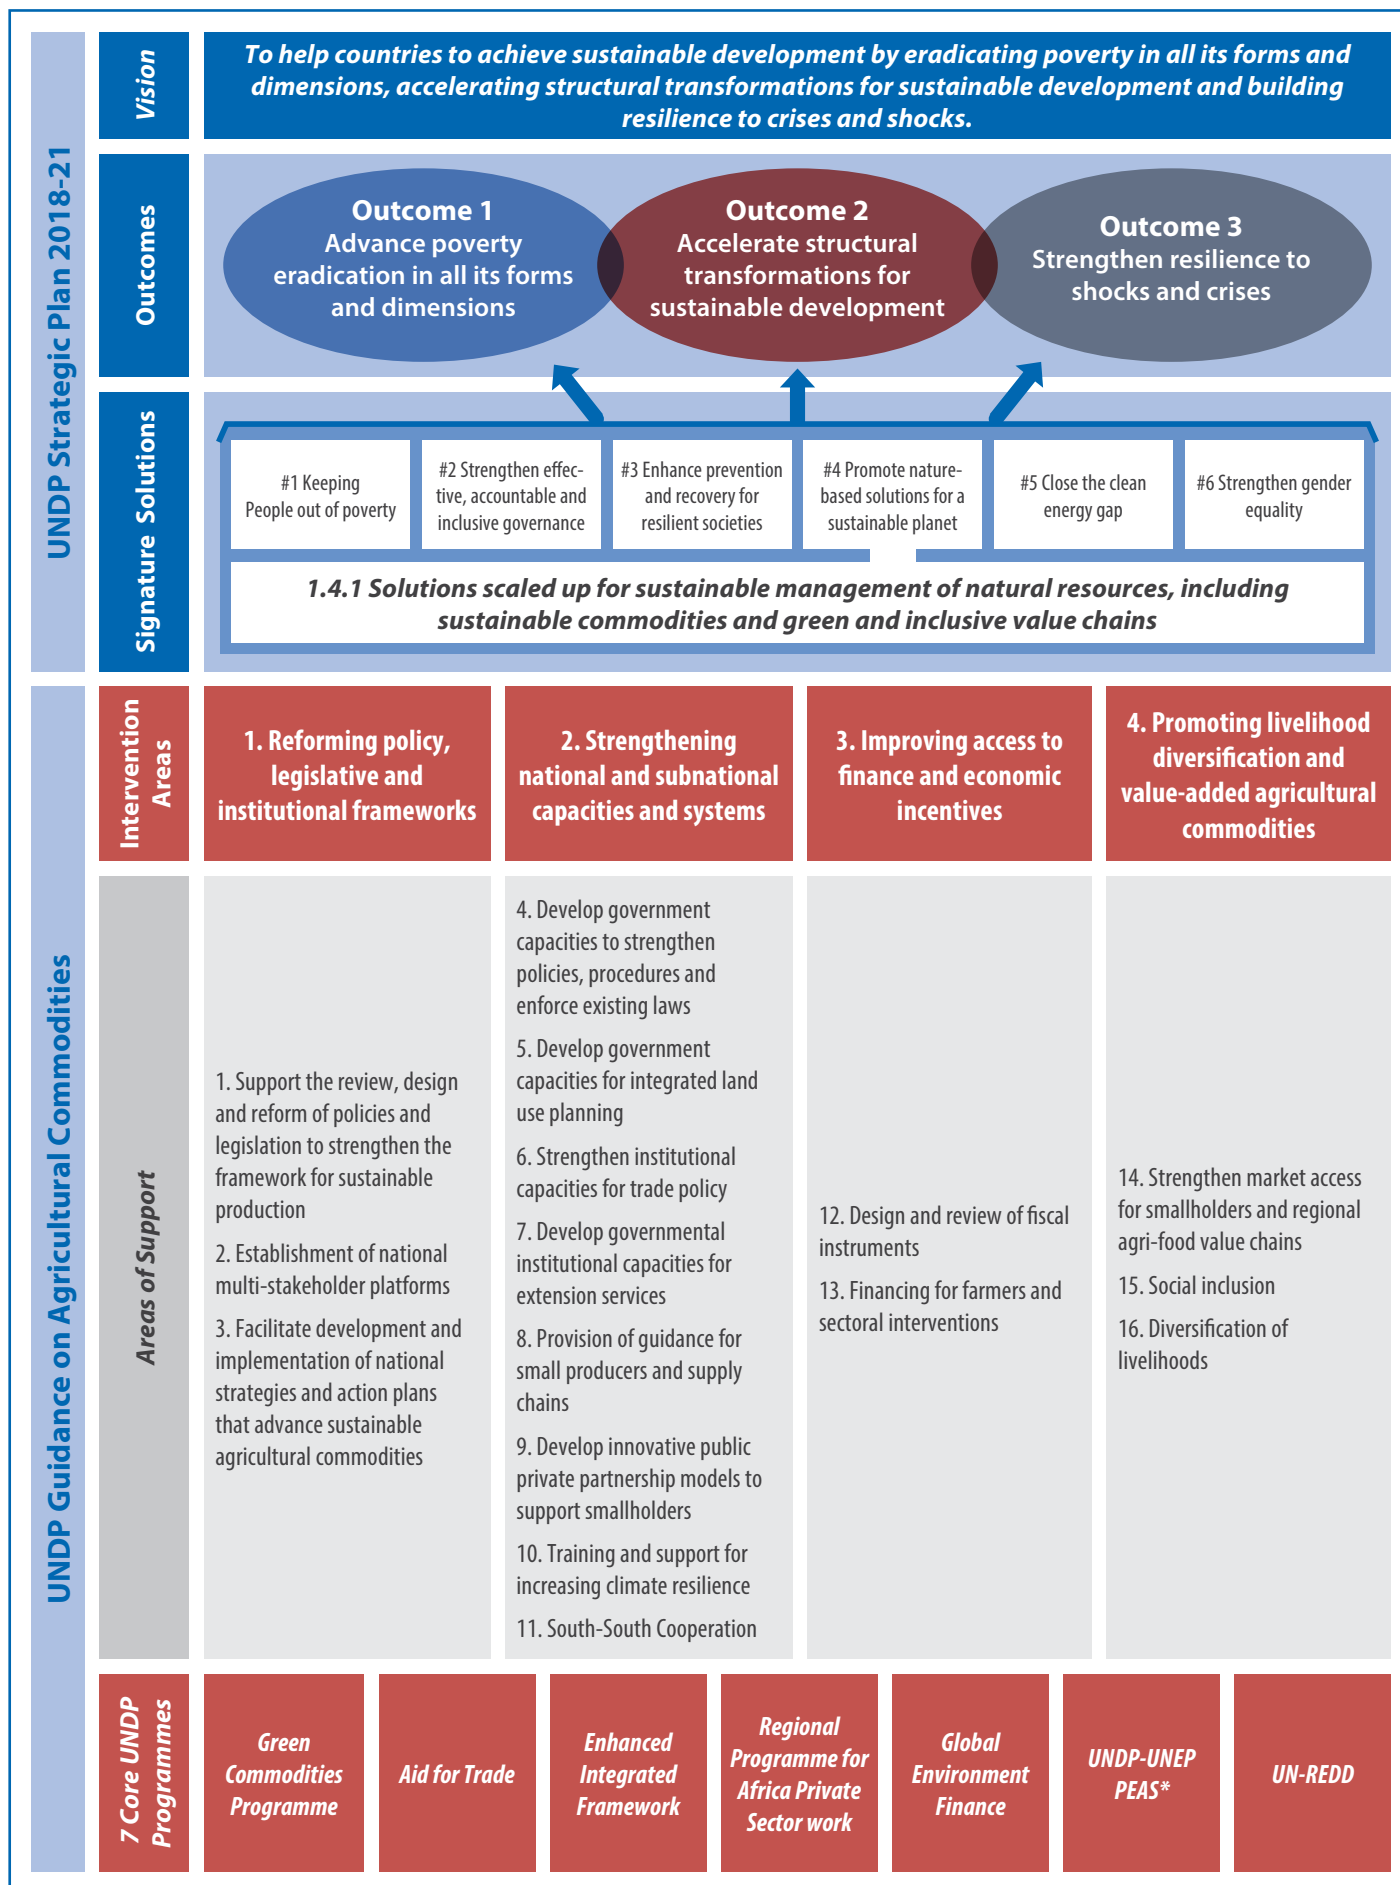 UNDP Strategic Plan 2018-21
Vision
To help countries to achieve sustainable development by eradicating poverty in all its forms and
dimensions, accelerating structural transformations for sustainable development and building
resilience to crises and shocks.
Outcomes
Outcome 1
Advance poverty
eradication in all its forms
and dimensions
Outcome 2
Accelerate structural
transformations for
sustainable development
Outcome 3
Strengthen resilience to
shocks and crises
Signature Solutions
#1 Keeping
People out of poverty
#2 Strengthen effec-
tive, accountable and
inclusive governance
#3 Enhance prevention
and recovery for
resilient societies
#4 Promote nature-
based solutions for a
sustainable planet
#5 Close the clean
energy gap
#6 Strengthen gender
equality
1.4.1 Solutions scaled up for sustainable management of natural resources, including
sustainable commodities and green and inclusive value chains
UNDP Guidance on Agricultural Commodities
Intervention
Areas
1. Reforming policy,
legislative and
institutional frameworks
2. Strengthening
national and subnational
capacities and systems
3. Improving access to
finance and economic
incentives
4. Promoting livelihood
diversification and
value-added agricultural
commodities
Areas of Support
1. Support the review, design
and reform of policies and
legislation to strengthen the
framework for sustainable
production
2. Establishment of national
multi-stakeholder platforms
3. Facilitate development and
implementation of national
strategies and action plans
that advance sustainable
agricultural commodities
4. Develop government
capacities to strengthen
policies, procedures and
enforce existing laws
5. Develop government
capacities for integrated land
use planning
6. Strengthen institutional
capacities for trade policy
7. Develop governmental
institutional capacities for
extension services
8. Provision of guidance for
small producers and supply
chains
9. Develop innovative public
private partnership models to
support smallholders
10. Training and support for
increasing climate resilience
11. South-South Cooperation
12. Design and review of fiscal
instruments
13. Financing for farmers and
sectoral interventions
14. Strengthen market access
for smallholders and regional
agri-food value chains
15. Social inclusion
16. Diversification of
livelihoods
7 Core UNDP
Programmes
Green
Commodities
Programme
Aid for Trade
Enhanced
Integrated
Framework
Regional
Programme for
Africa Private
Sector work
Global
Environment
Finance
UNDP-UNEP
PEAS*
UN-REDD